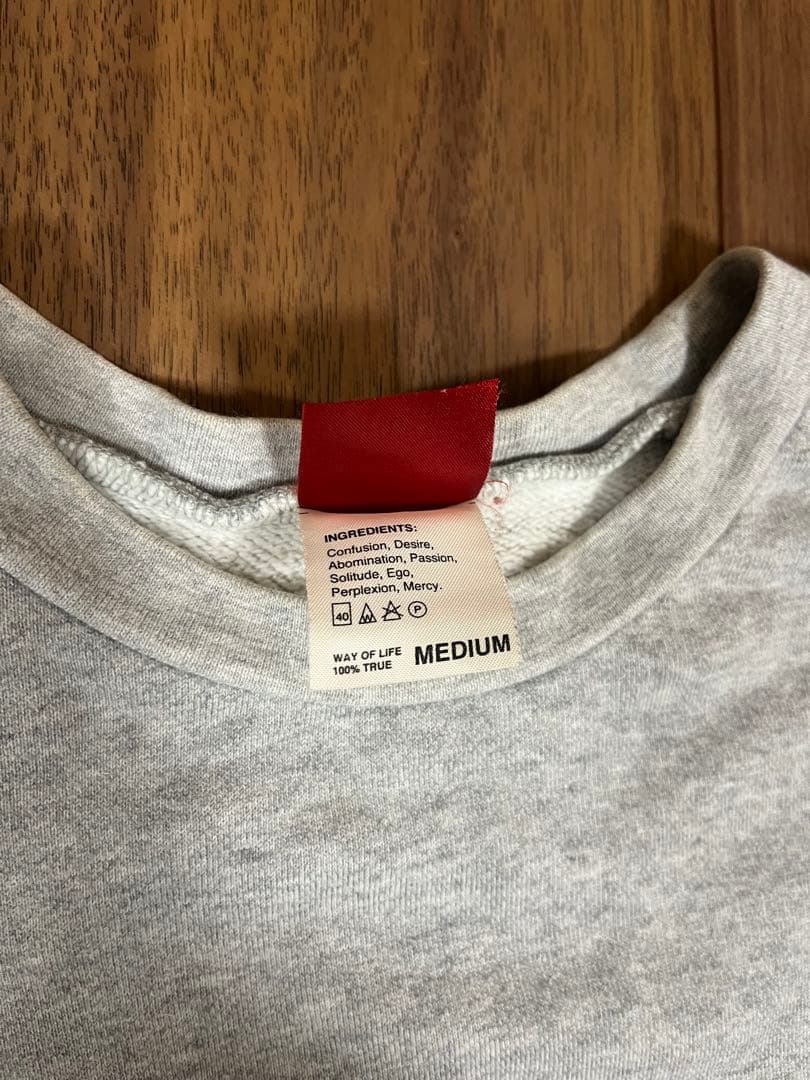 INGREDIENTS:
Confusion, Desire,
Abomination, Passion,
Solitude, Ego,
Perplexion, Mercy.
40 P
WAY OF LIFE
100% TRUE
MEDIUM